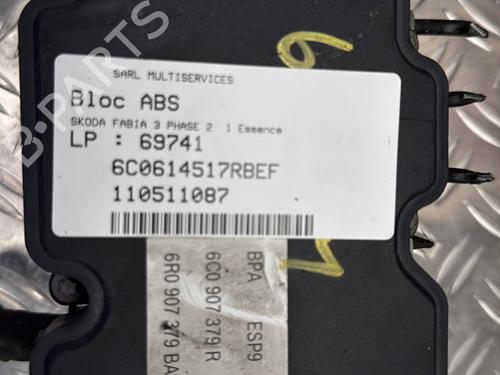 SARL MULTISERVICES
Bloc ABS
SKODA FABIA 3 PHASE 2 1 Essence
LP : 69741
6C0614517RBEF
110511087
BPA ESP9
6C0 907 379 R
6R0 907 379 BA
B-PARTS